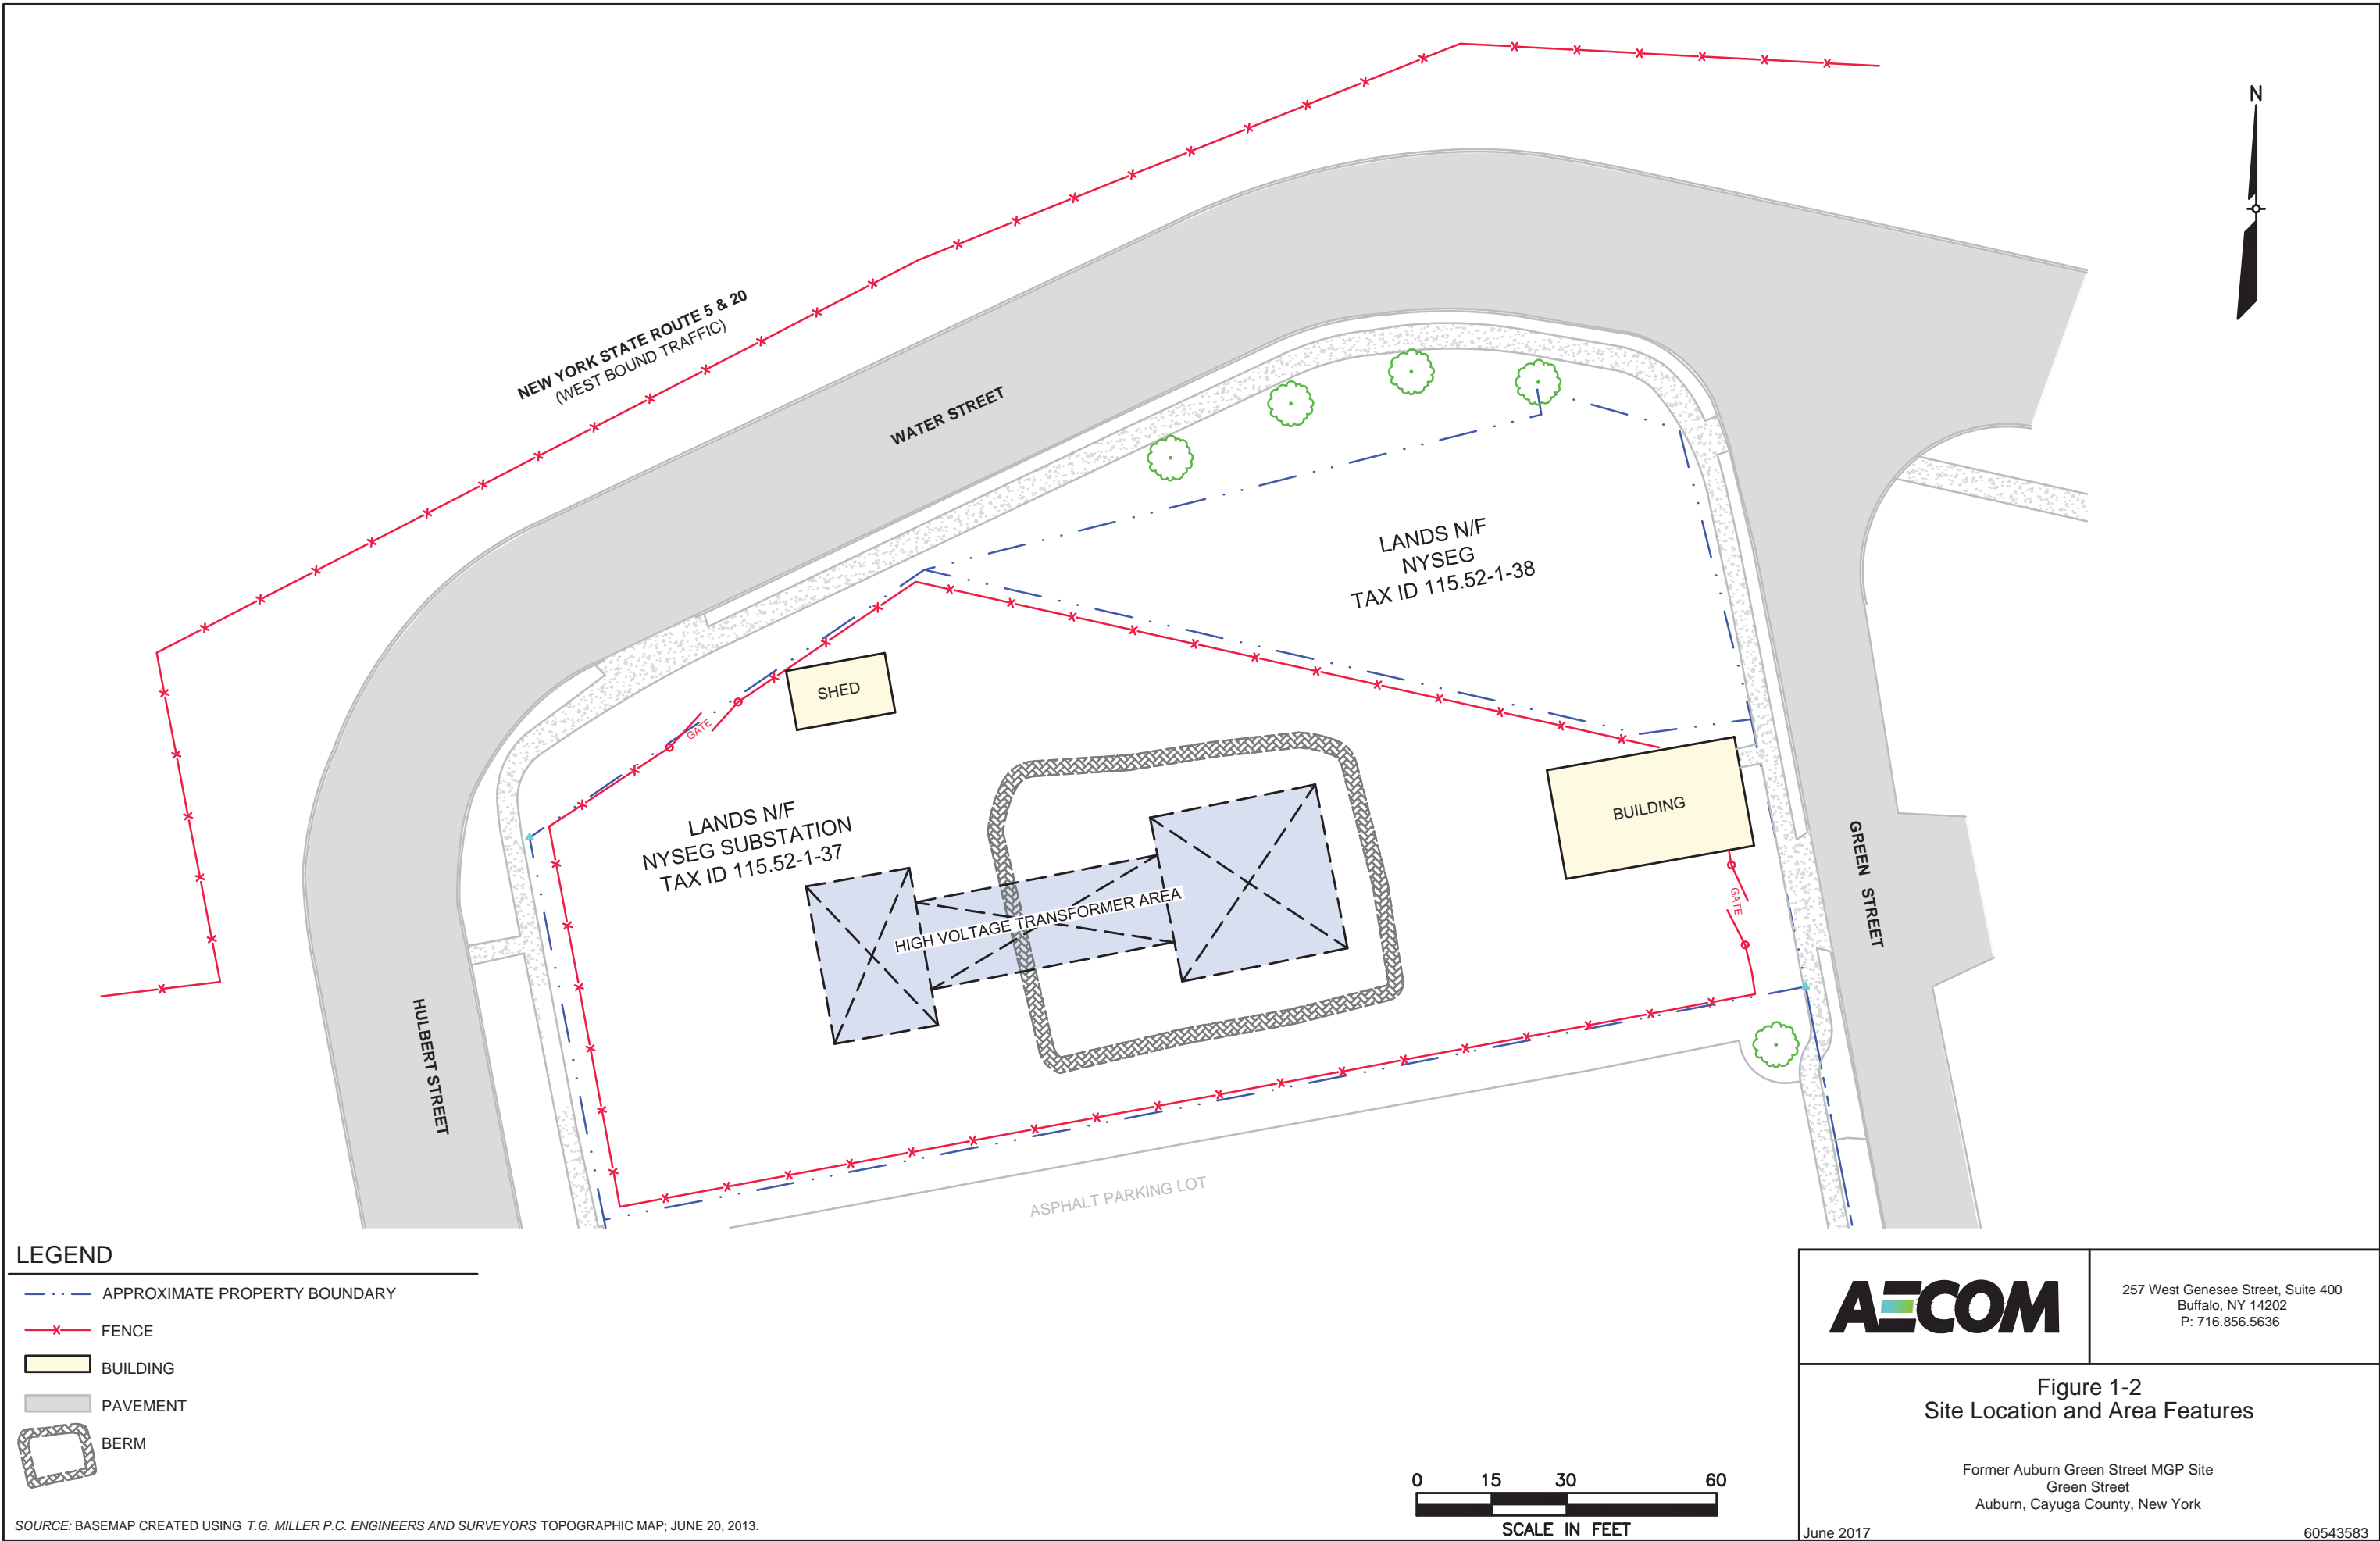 N
NEW YORK STATE ROUTE 5 & 20
(WEST BOUND TRAFFIC)
WATER STREET
LANDS N/F
NYSEG
TAX ID 115.52-1-38
SHED
GATE
LANDS N/F
NYSEG SUBSTATION
TAX ID 115.52-1-37
BUILDING
HIGH VOLTAGE TRANSFORMER AREA
GATE
GREEN STREET
HULBERT STREET
ASPHALT PARKING LOT
LEGEND
APPROXIMATE PROPERTY BOUNDARY
FENCE
BUILDING
PAVEMENT
BERM
SOURCE: BASEMAP CREATED USING T.G. MILLER P.C. ENGINEERS AND SURVEYORS TOPOGRAPHIC MAP; JUNE 20, 2013.
0 15 30 60
SCALE IN FEET
AECOM
257 West Genesee Street, Suite 400
Buffalo, NY 14202
P: 716.856.5636
Figure 1-2
Site Location and Area Features
Former Auburn Green Street MGP Site
Green Street
Auburn, Cayuga County, New York
June 2017
60543583